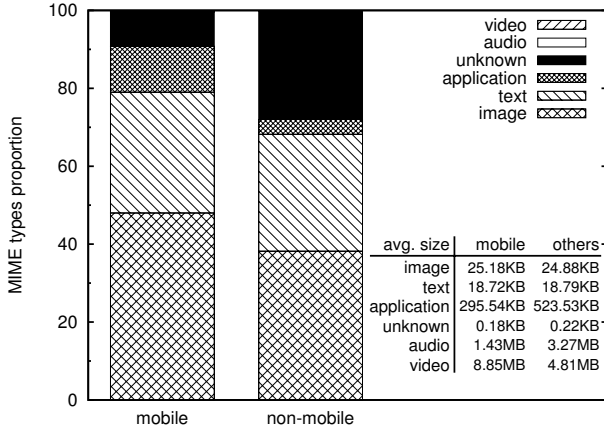 MIME types proportion
100
80
60
40
20
0
mobile
non-mobile
video
audio
unknown
application
text
image
avg. size mobile others
image 25.18KB 24.88KB
text 18.72KB 18.79KB
application 295.54KB 523.53KB
unknown 0.18KB 0.22KB
audio 1.43MB 3.27MB
video 8.85MB 4.81MB